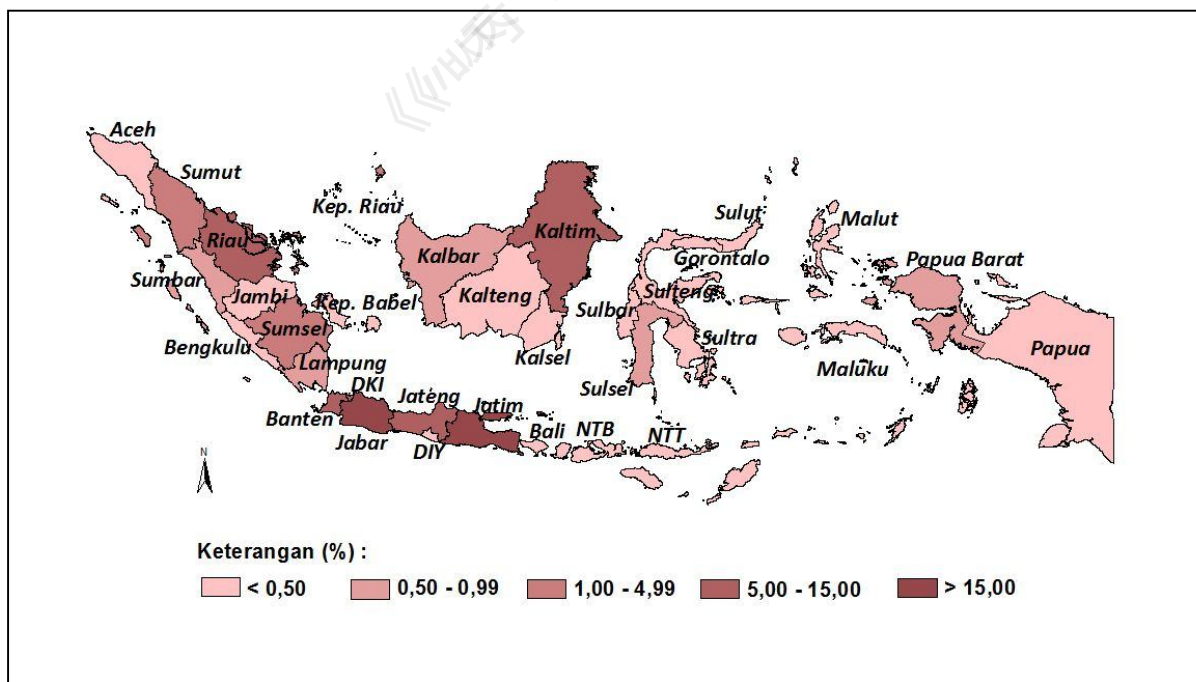 Aceh
Sumut
Kep. Riau
Riau
Sumbar
Jambi
Kep. Babel
Sumsel
Bengkulu
Lampung
DKI
Banten
Jabar
Jateng
DIY
Jatim
Bali
NTB
NTT
Kalbar
Kaltim
Kalteng
Kalsel
Sulut
Gorontalo
Sulteng
Sulbar
Sultra
Sulsel
Malut
Maluku
Papua Barat
Papua
N
Keterangan (%) :
< 0,50 0,50 - 0,99 1,00 - 4,99 5,00 - 15,00 > 15,00